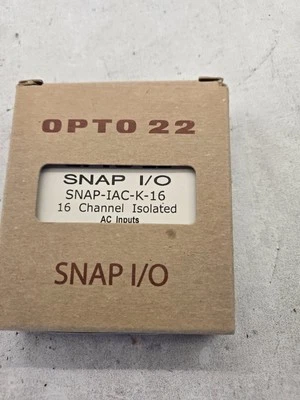 OPTO 22
SNAP I/O
SNAP-IAC-K-16
16 Channel Isolated
AC Inputs
SNAP I/O